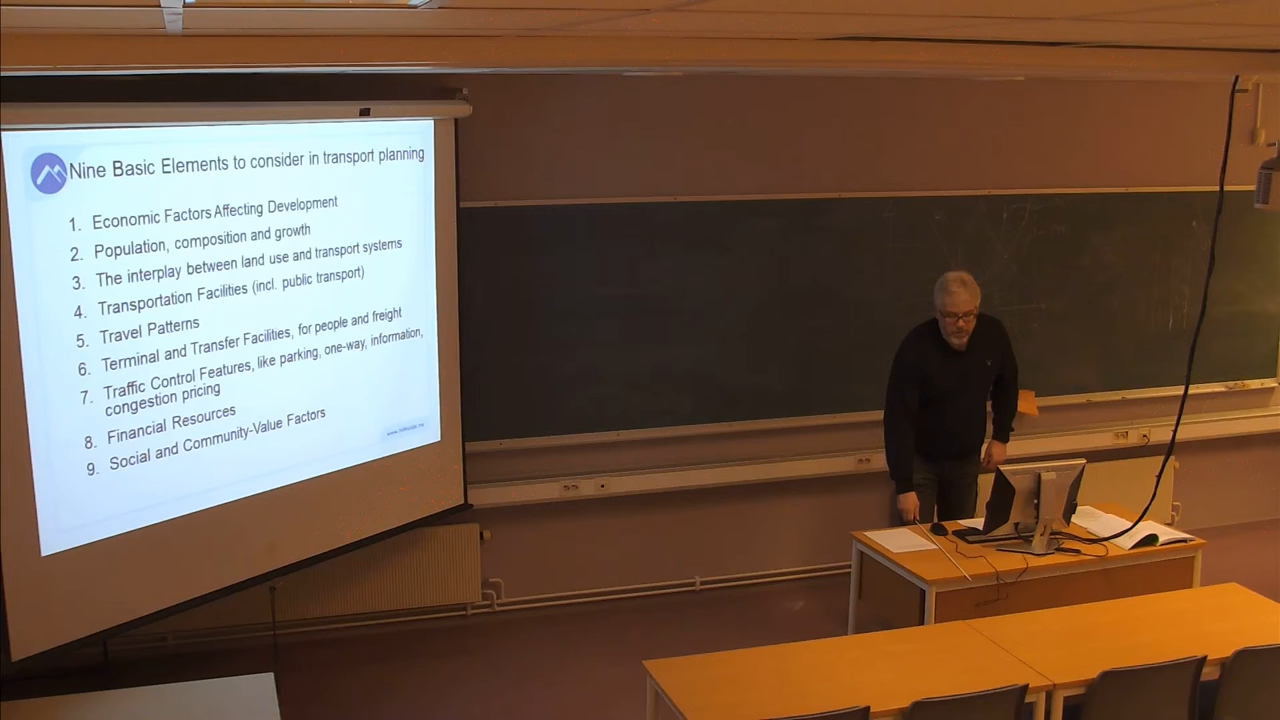 Nine Basic Elements to consider in transport planning
1. Economic Factors Affecting Development
2. Population, composition and growth
3. The interplay between land use and transport systems
4. Transportation Facilities (incl. public transport)
5. Travel Patterns
6. Terminal and Transfer Facilities, for people and freight
7. Traffic Control Features, like parking, one-way, information,
congestion pricing
8. Financial Resources
9. Social and Community-Value Factors